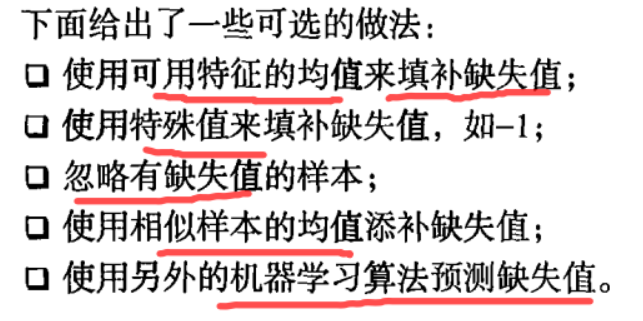 下面给出了一些可选的做法：
□ 使用可用特征的均值来填补缺失值；
□ 使用特殊值来填补缺失值，如-1；
□ 忽略有缺失值的样本；
□ 使用相似样本的均值添补缺失值；
□ 使用另外的机器学习算法预测缺失值。